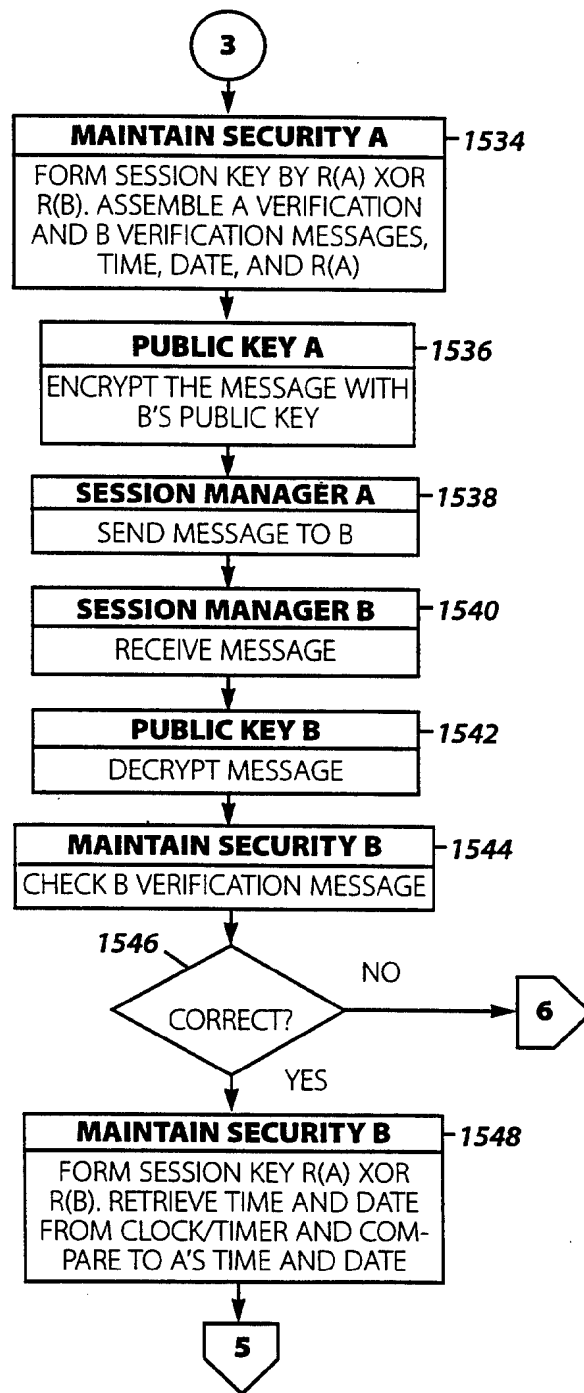 3
MAINTAIN SECURITY A
1534
FORM SESSION KEY BY R(A) XOR
R(B). ASSEMBLE A VERIFICATION
AND B VERIFICATION MESSAGES,
TIME, DATE, AND R(A)
PUBLIC KEY A
1536
ENCRYPT THE MESSAGE WITH
B'S PUBLIC KEY
SESSION MANAGER A
1538
SEND MESSAGE TO B
SESSION MANAGER B
1540
RECEIVE MESSAGE
PUBLIC KEY B
1542
DECRYPT MESSAGE
MAINTAIN SECURITY B
1544
CHECK B VERIFICATION MESSAGE
1546
CORRECT?
NO
6
YES
MAINTAIN SECURITY B
1548
FORM SESSION KEY R(A) XOR
R(B). RETRIEVE TIME AND DATE
FROM CLOCK/TIMER AND COM-
PARE TO A'S TIME AND DATE
5